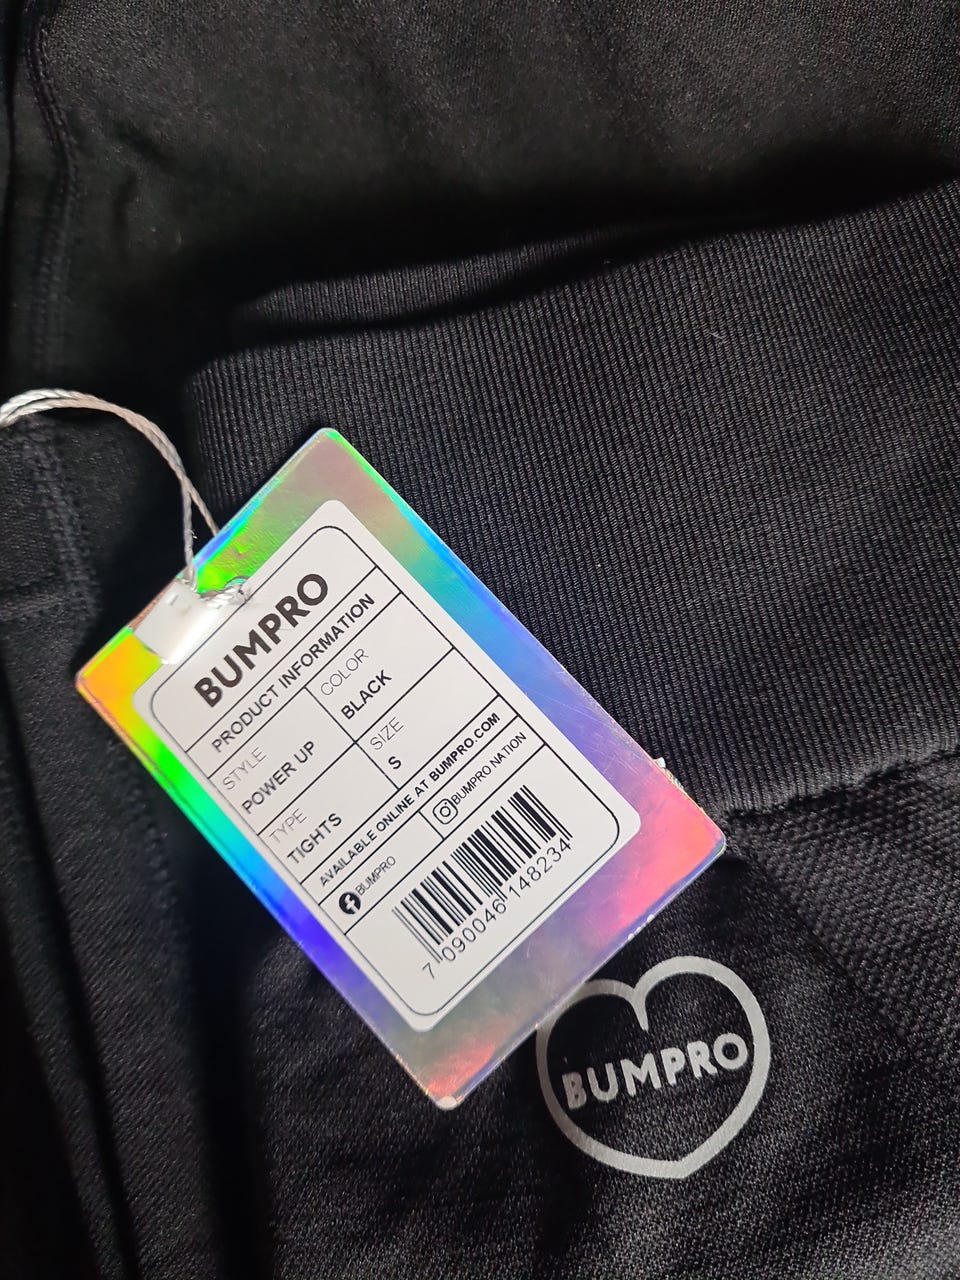 BUMPRO
PRODUCT INFORMATION
STYLE
POWER UP
COLOR
BLACK
TYPE
TIGHTS
SIZE
S
AVAILABLE ONLINE AT BUMPRO.COM
BUMPRO
BUMPRO NATION
7 090046 148234
BUMPRO